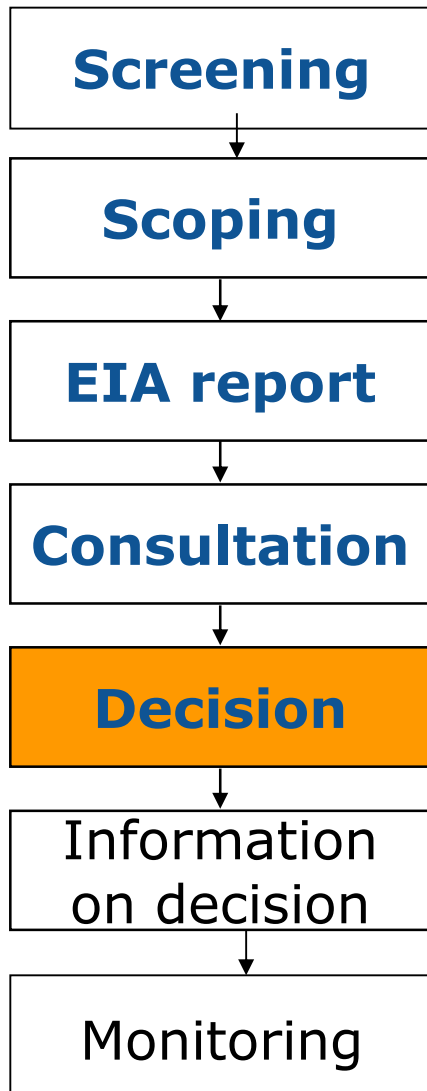 Screening
Scoping
EIA report
Consultation
Decision
Information
on decision
Monitoring